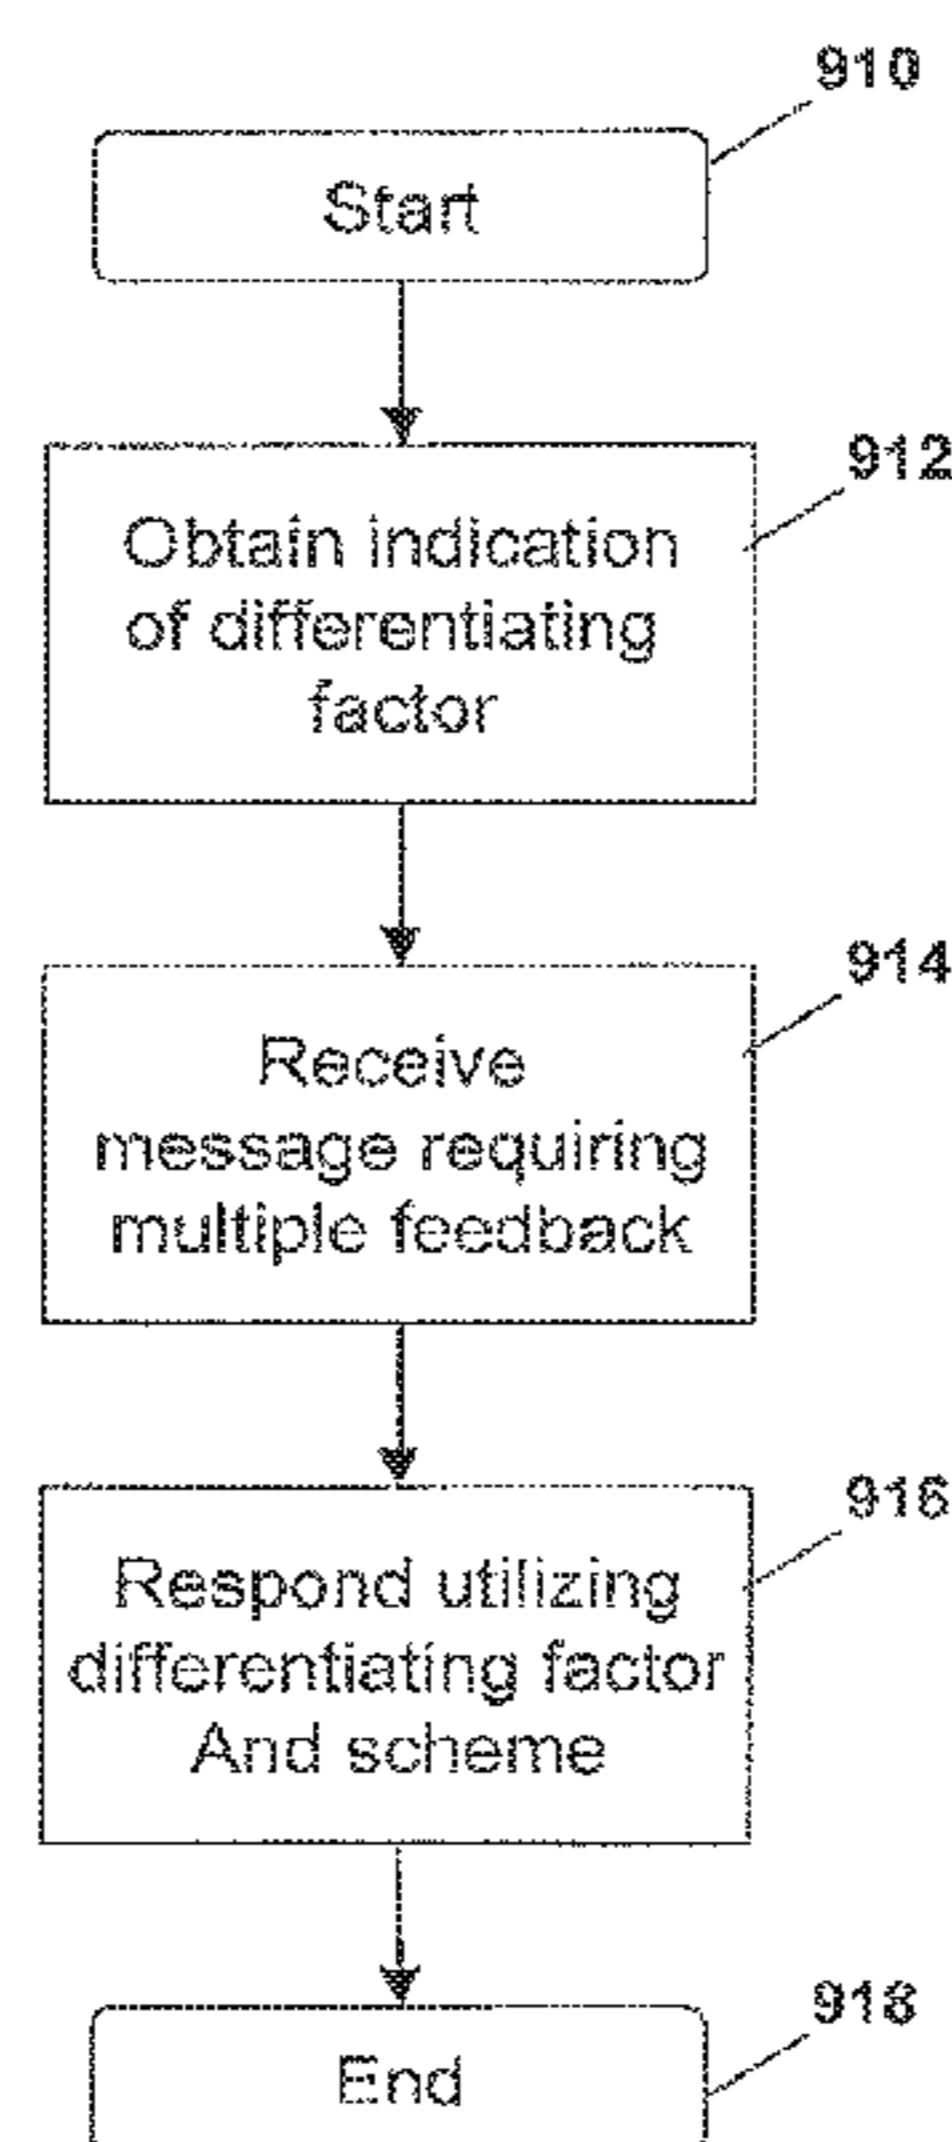 910
Start
912
Obtain indication
of differentiating
factor
914
Receive
message requiring
multiple feedback
916
Respond utilizing
differentiating factor
And scheme
918
End